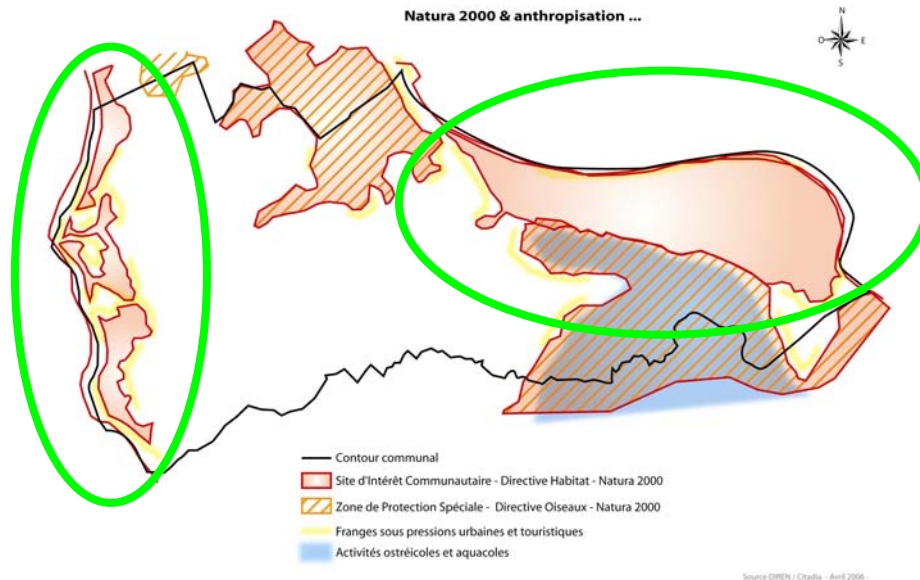 Natura 2000 & anthropisation ...
N
O E
S
Contour communal
Site d'Intérêt Communautaire - Directive Habitat - Natura 2000
Zone de Protection Spéciale - Directive Oiseaux - Natura 2000
Franges sous pressions urbaines et touristiques
Activités ostréicoles et aquacoles
Source DIREN / Citadia - Avril 2006 -